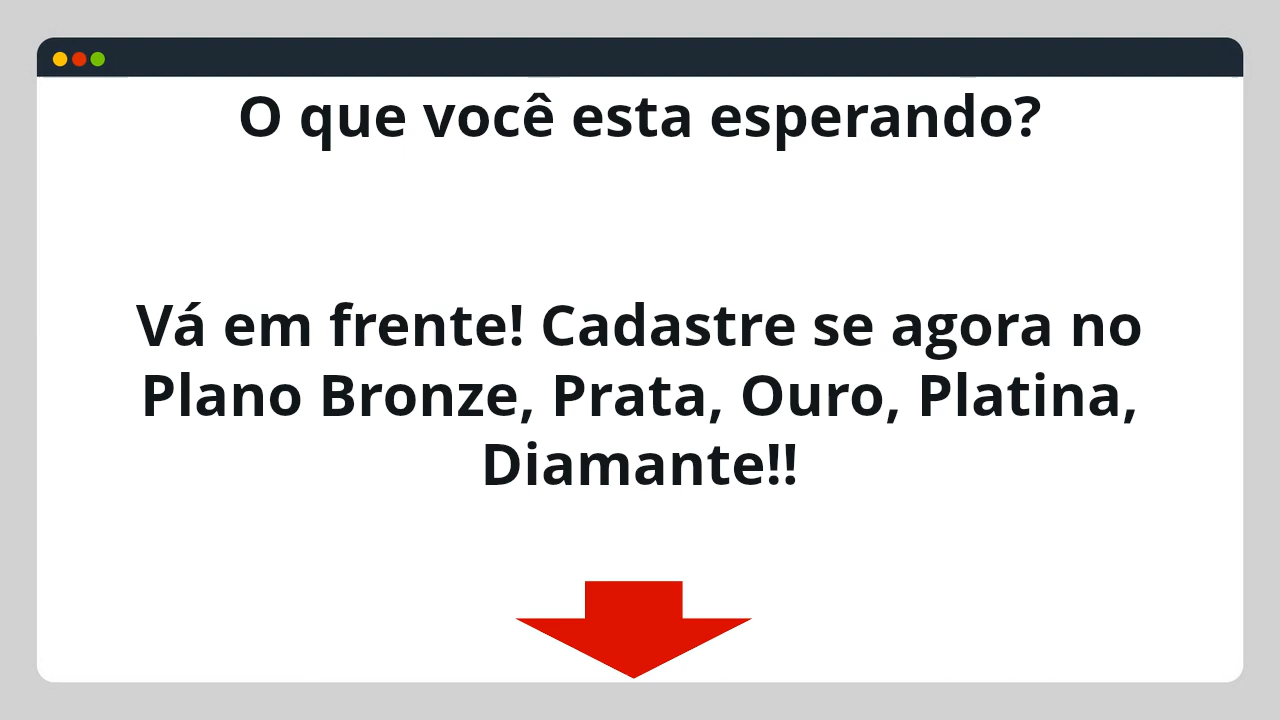 O que você esta esperando?
Vá em frente! Cadastre se agora no
Plano Bronze, Prata, Ouro, Platina,
Diamante!!